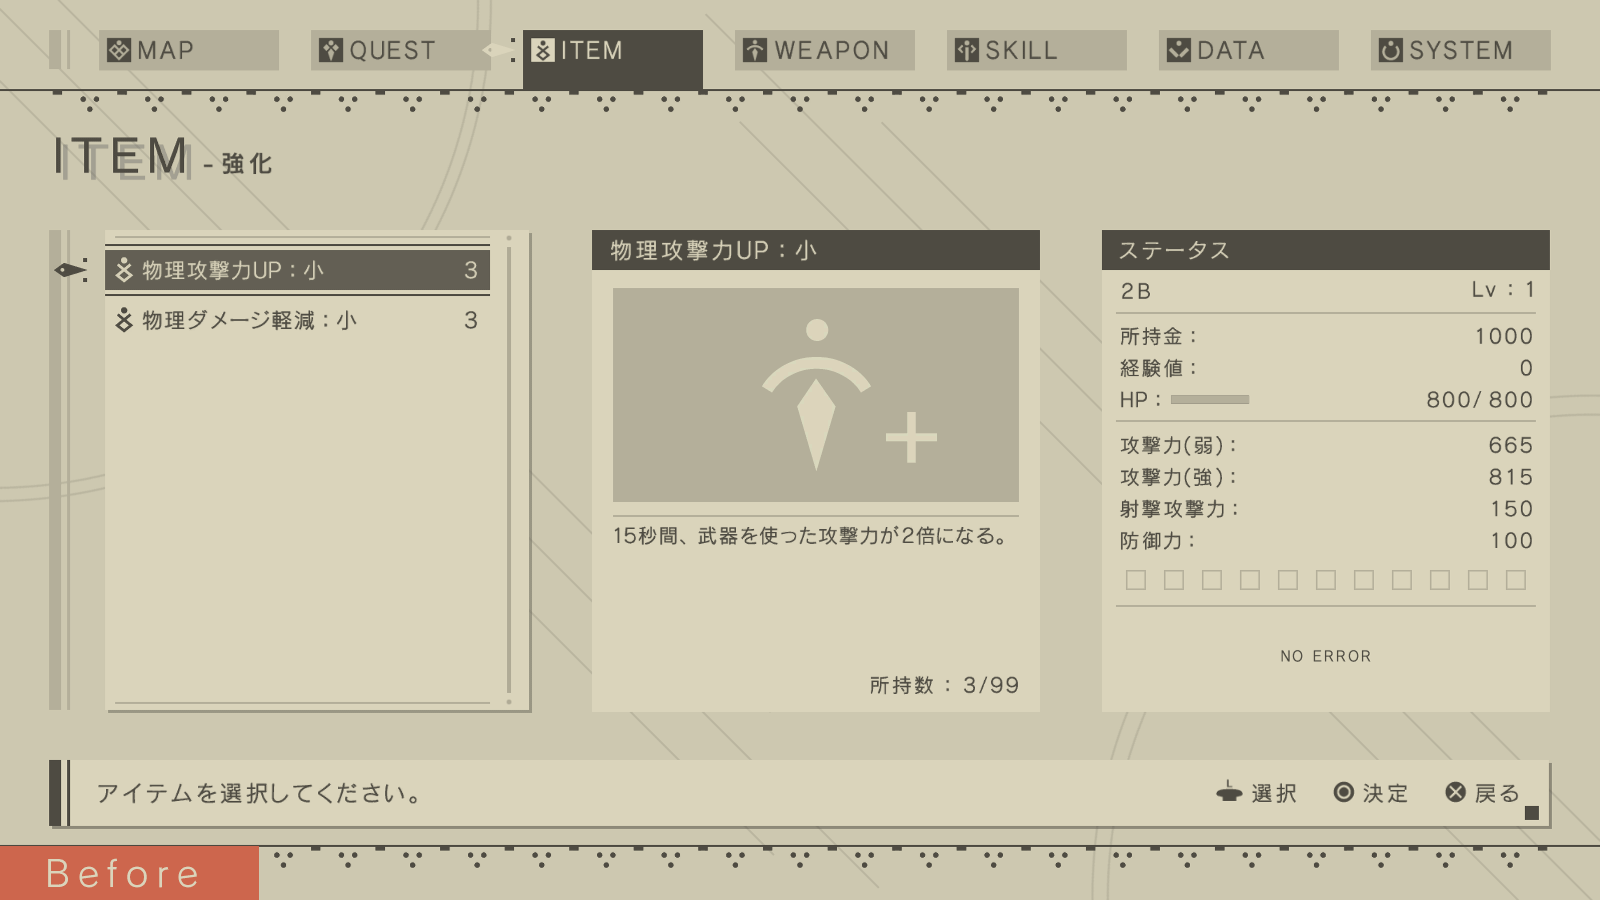 MAP QUEST ITEM WEAPON SKILL DATA SYSTEM
ITEM - 強化
物理攻撃力UP：小 3
物理ダメージ軽減：小 3
物理攻撃力UP：小
15秒間、武器を使った攻撃力が2倍になる。
所持数：3/99
ステータス
2B Lv：1
所持金： 1000
経験値： 0
HP： 800/ 800
攻撃力(弱)： 665
攻撃力(強)： 815
射撃攻撃力： 150
防御力： 100
NO ERROR
アイテムを選択してください。 L 選択 決定 戻る
Before